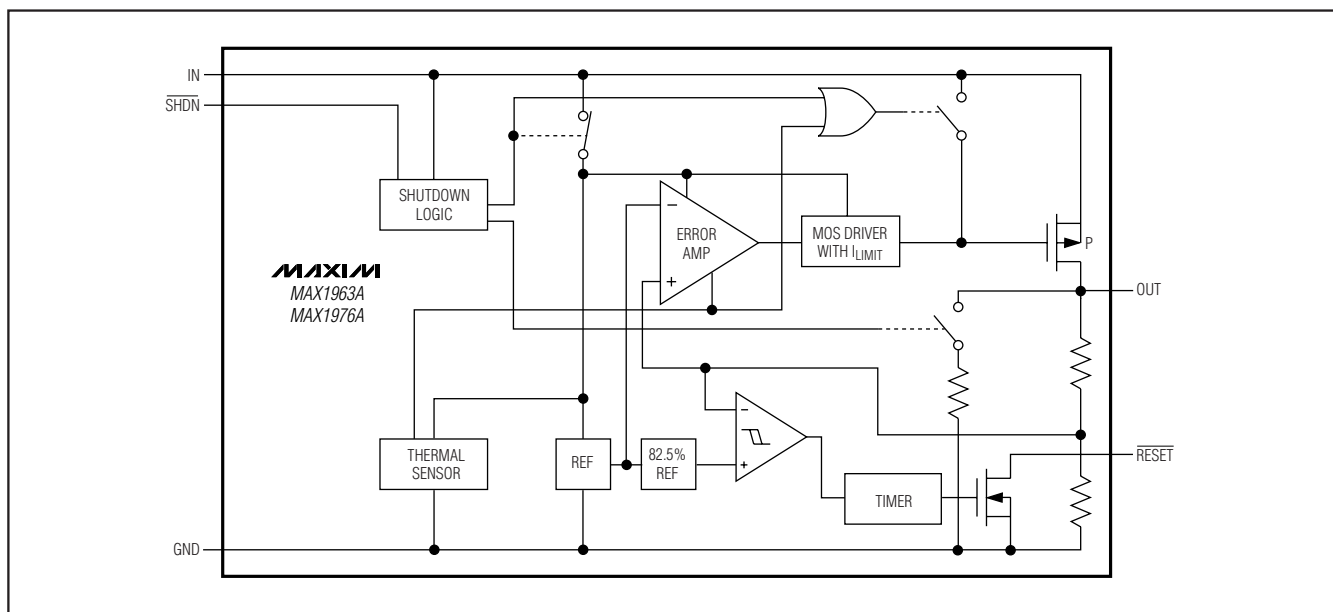 IN
SHDN
SHUTDOWN
LOGIC
ERROR
AMP
−
+
MOS DRIVER
WITH ILIMIT
P
MAXIM
MAX1963A
MAX1976A
OUT
THERMAL
SENSOR
REF
82.5%
REF
−
+
TIMER
RESET
GND